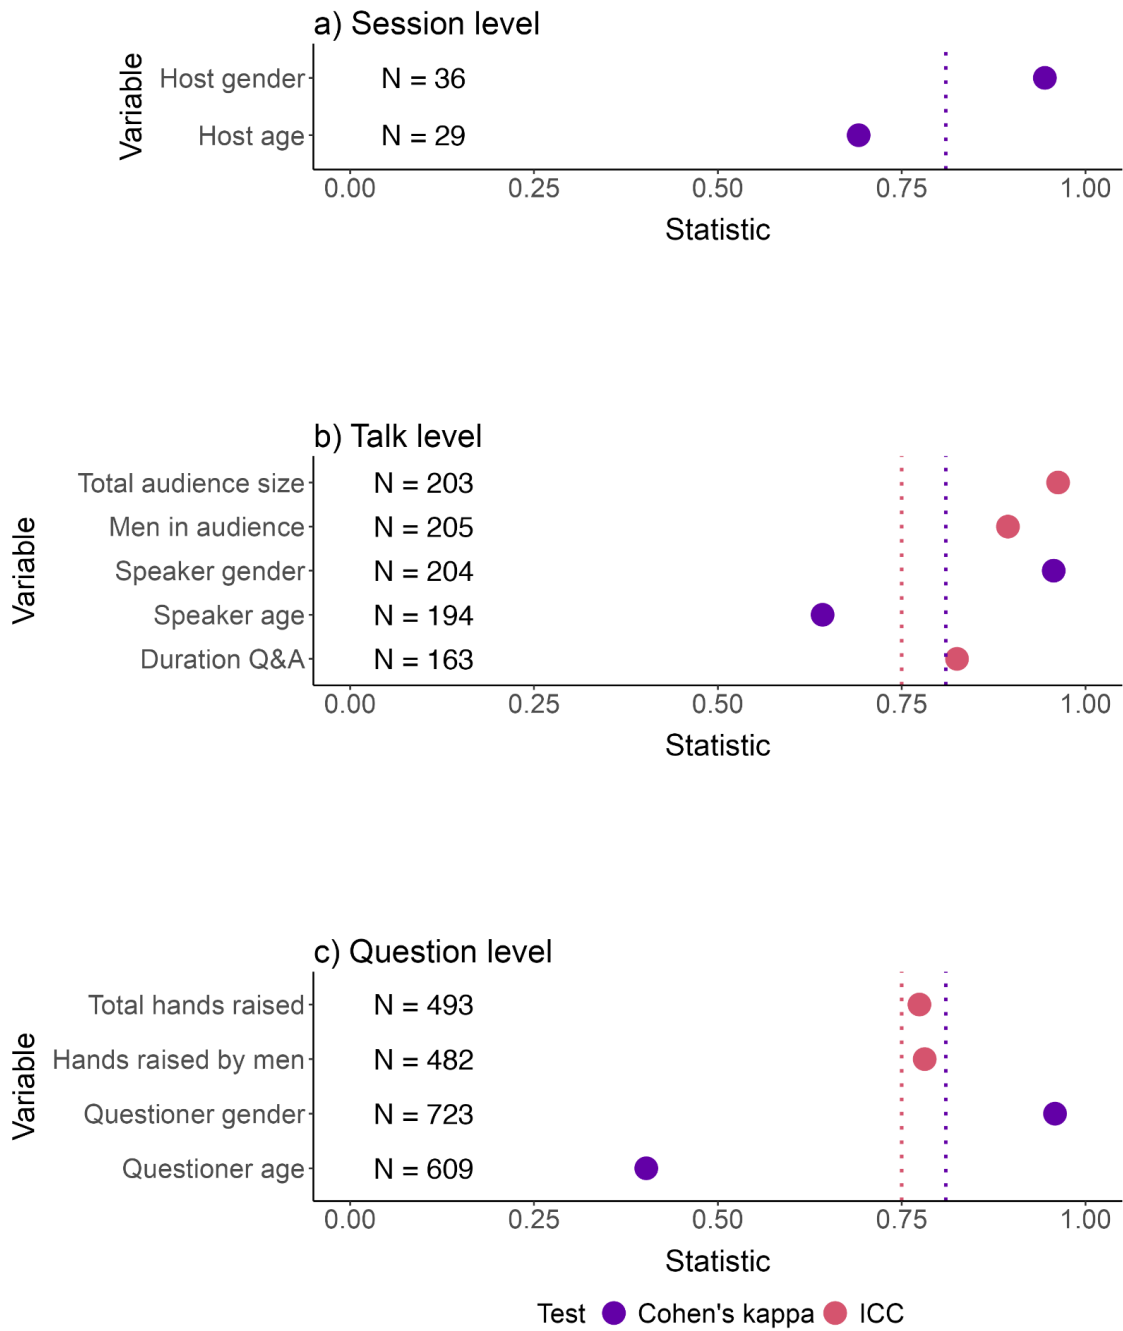 a) Session level
Variable
Host gender N = 36
Host age N = 29
0.00 0.25 0.50 0.75 1.00
Statistic
b) Talk level
Variable
Total audience size N = 203
Men in audience N = 205
Speaker gender N = 204
Speaker age N = 194
Duration Q&A N = 163
0.00 0.25 0.50 0.75 1.00
Statistic
c) Question level
Variable
Total hands raised N = 493
Hands raised by men N = 482
Questioner gender N = 723
Questioner age N = 609
0.00 0.25 0.50 0.75 1.00
Statistic
Test Cohen's kappa ICC